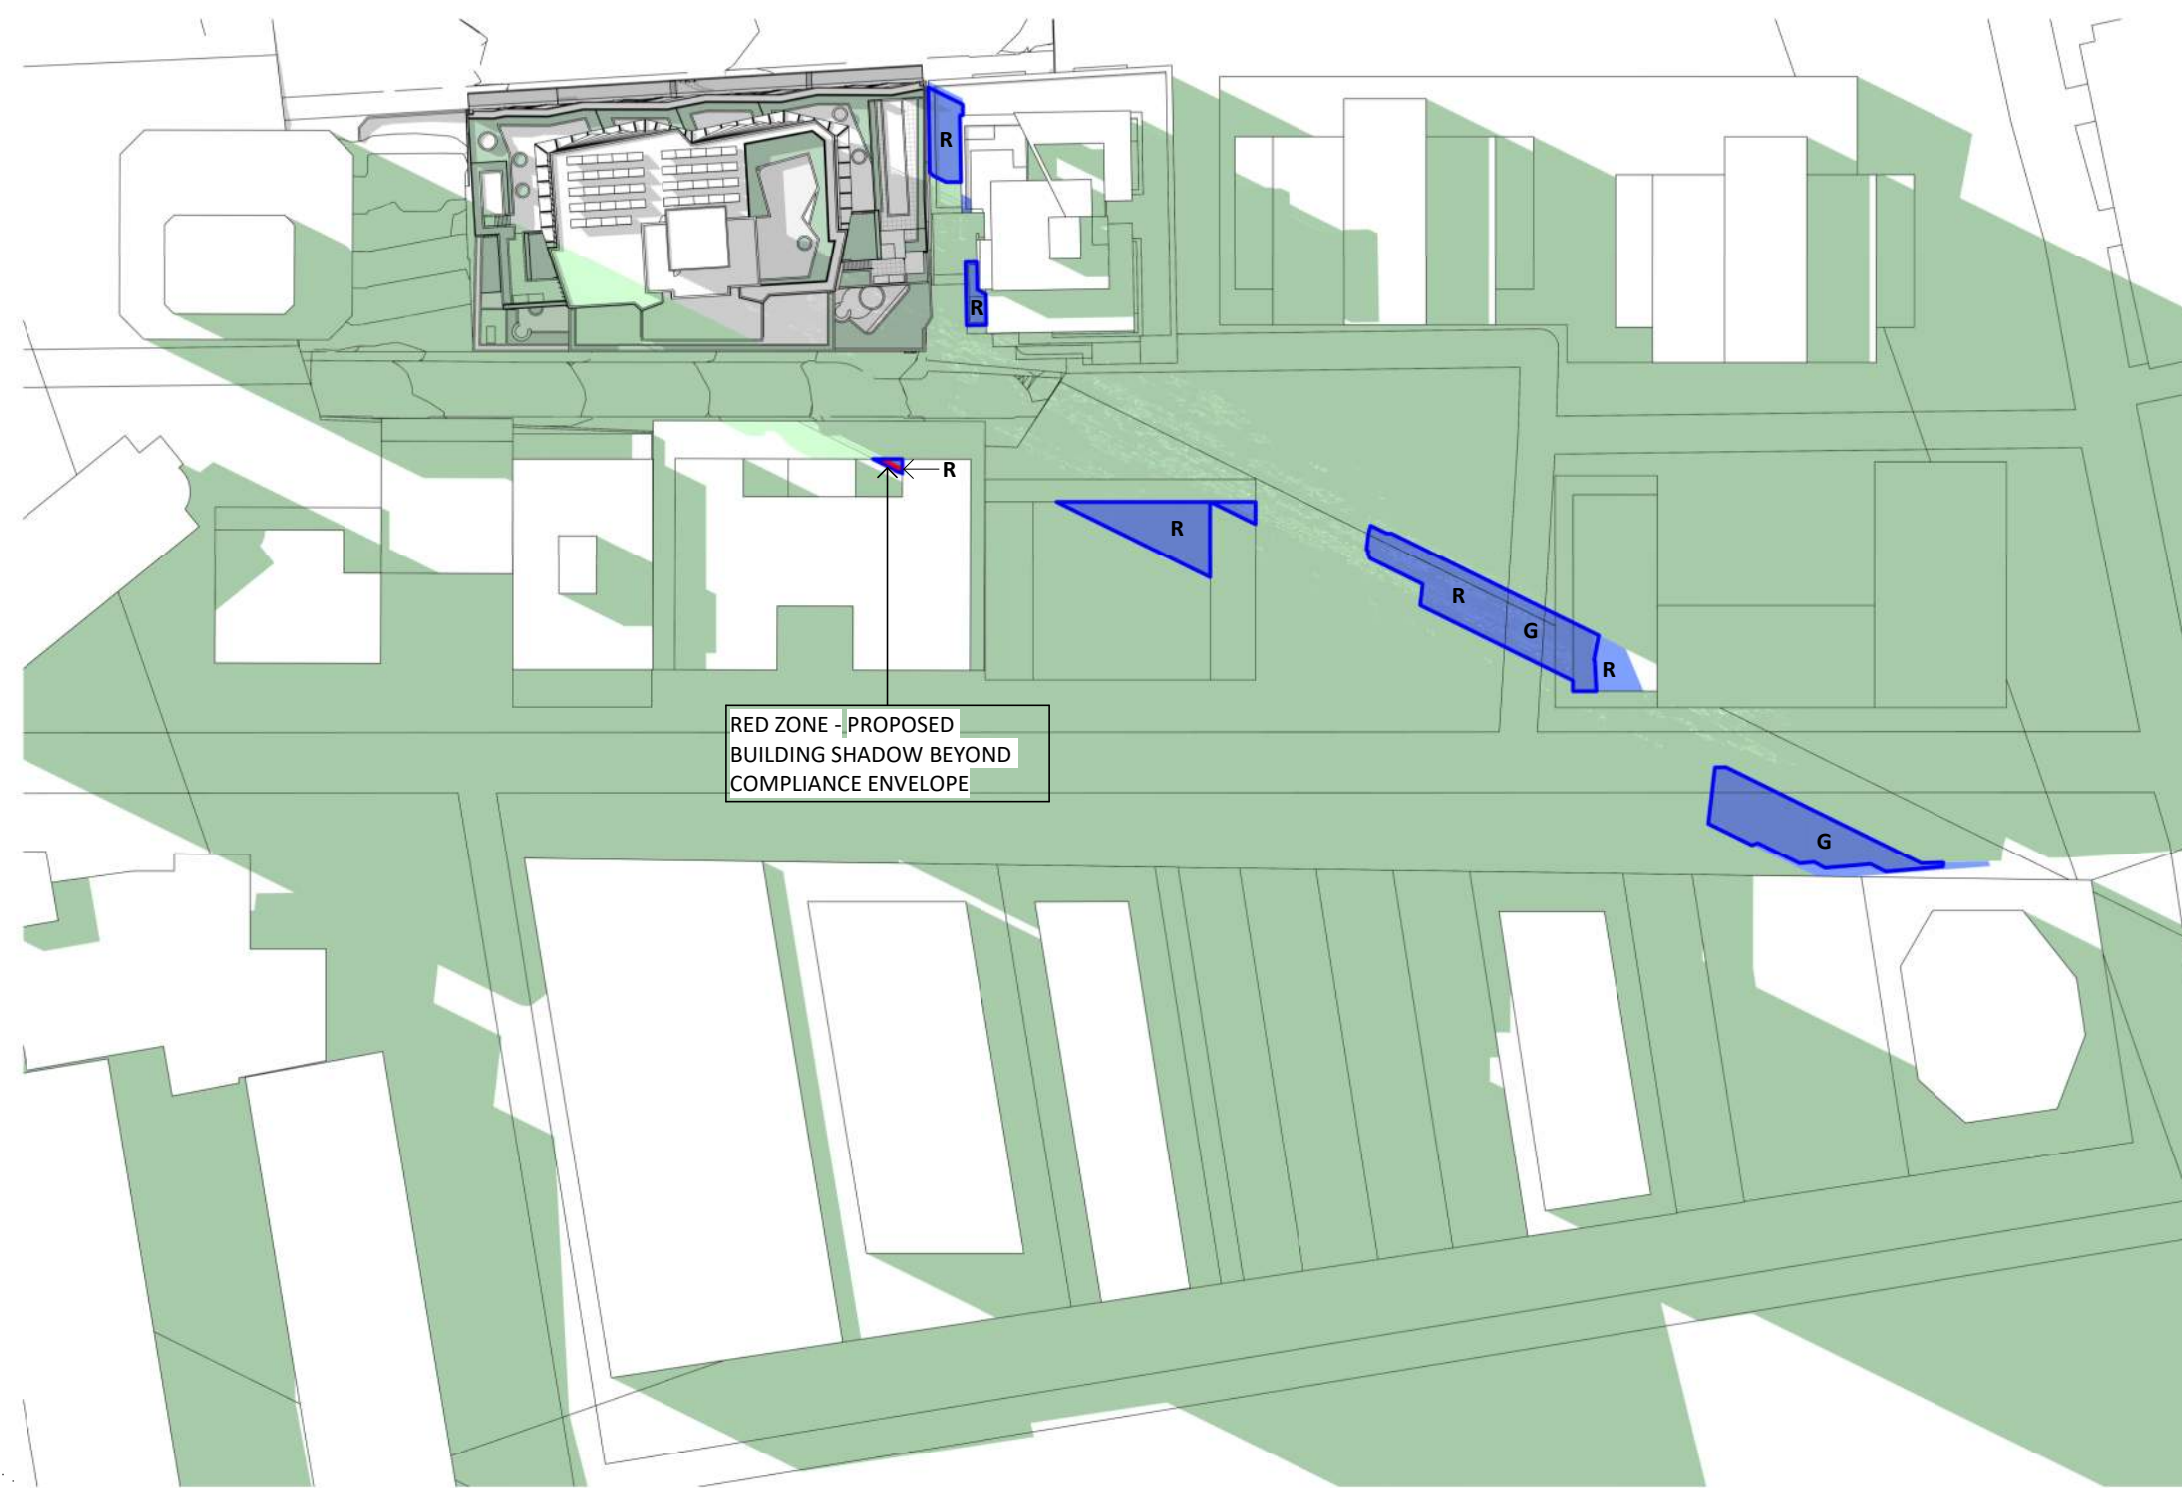 R
R
R
R
R
G
R
RED ZONE - PROPOSED
BUILDING SHADOW BEYOND
COMPLIANCE ENVELOPE
G